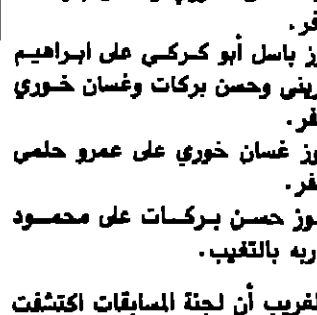 فر.
ز باسل أبو كركي على ابراهيم
ريني وحسن بركات وغسان خوري
فر.
وز غسان خوري على عمرو حلمي
فر.
وز حسن بركات على محمود
ربه بالتغيب.
لغريب أن لجنة المسابقات اكتشفت